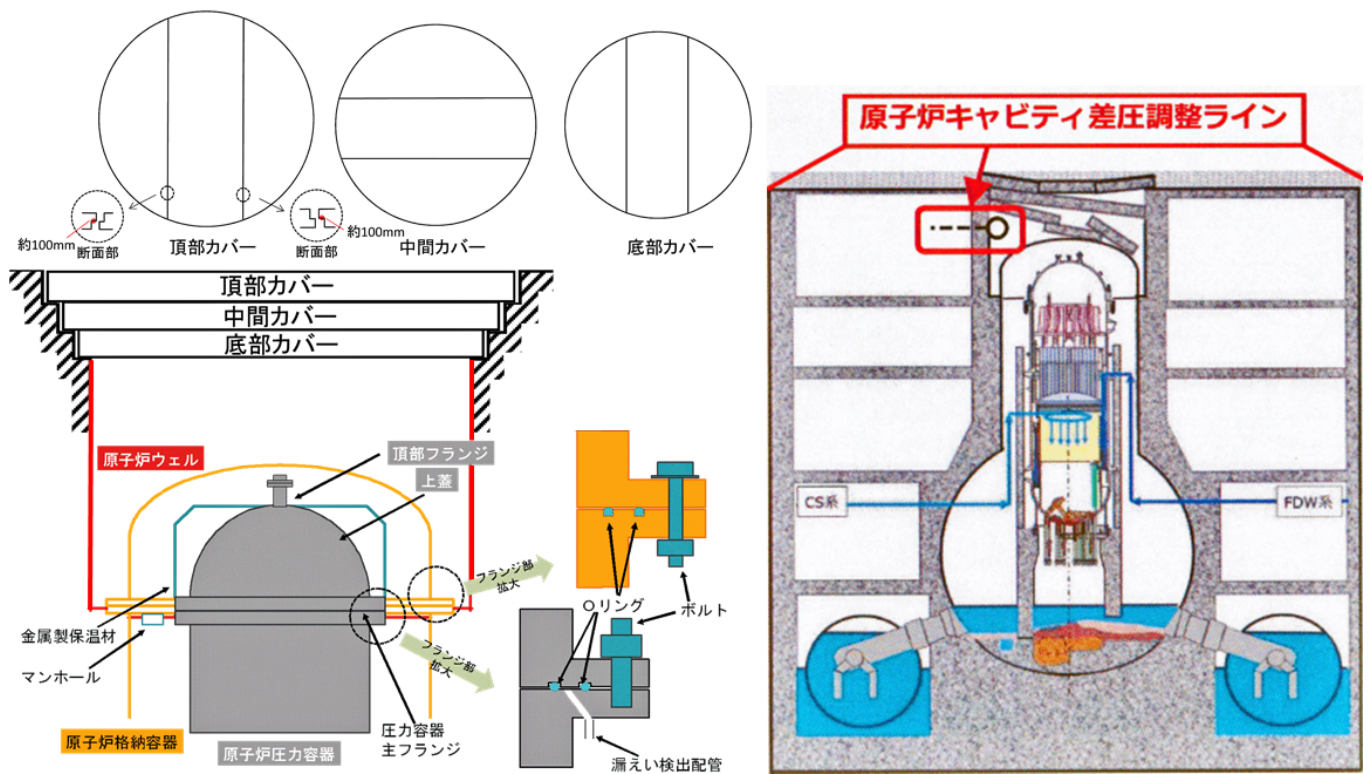 約100mm
断面部
頂部カバー
断面部
約100mm
中間カバー
底部カバー
頂部カバー
中間カバー
底部カバー
原子炉ウェル
頂部フランジ
上蓋
フランジ部
拡大
Oリング
ボルト
金属製保温材
マンホール
フランジ部
拡大
原子炉格納容器
原子炉圧力容器
圧力容器
主フランジ
漏えい検出配管
原子炉キャビティ差圧調整ライン
CS系
FDW系